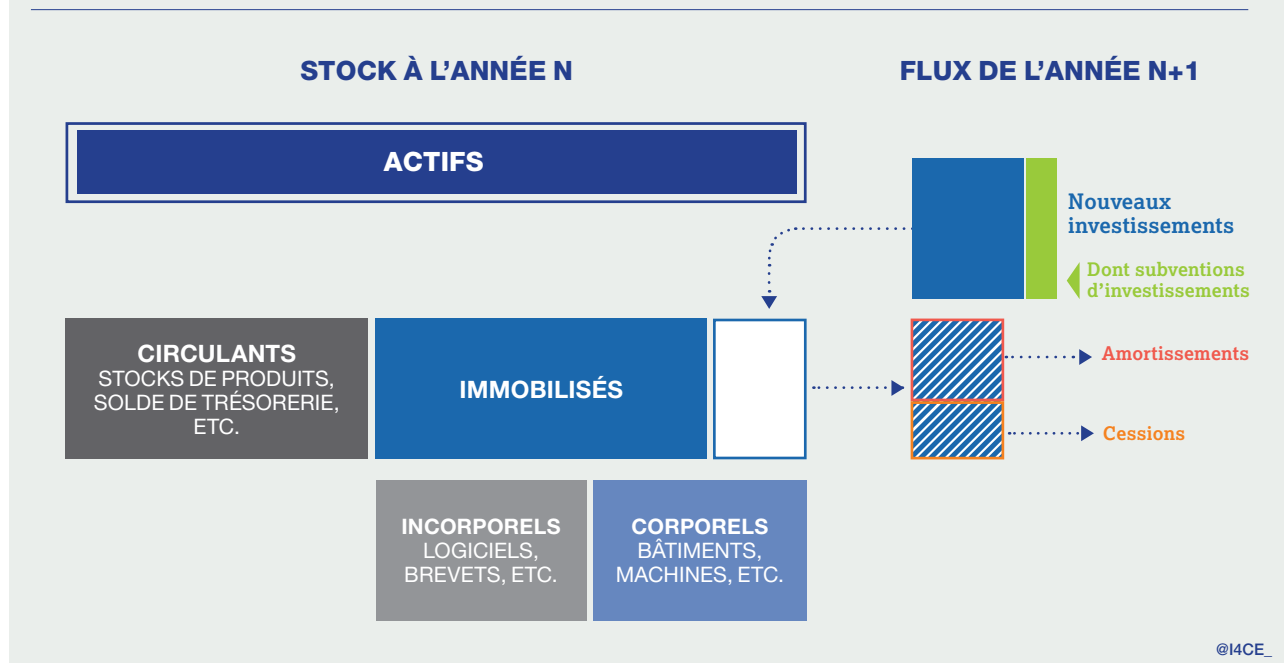 STOCK À L’ANNÉE N
FLUX DE L’ANNÉE N+1
ACTIFS
Nouveaux
investissements
Dont subventions
d’investissements
CIRCULANTS
STOCKS DE PRODUITS,
SOLDE DE TRÉSORERIE,
ETC.
IMMOBILISÉS
Amortissements
Cessions
INCORPORELS
LOGICIELS,
BREVETS, ETC.
CORPORELS
BÂTIMENTS,
MACHINES, ETC.
@I4CE_